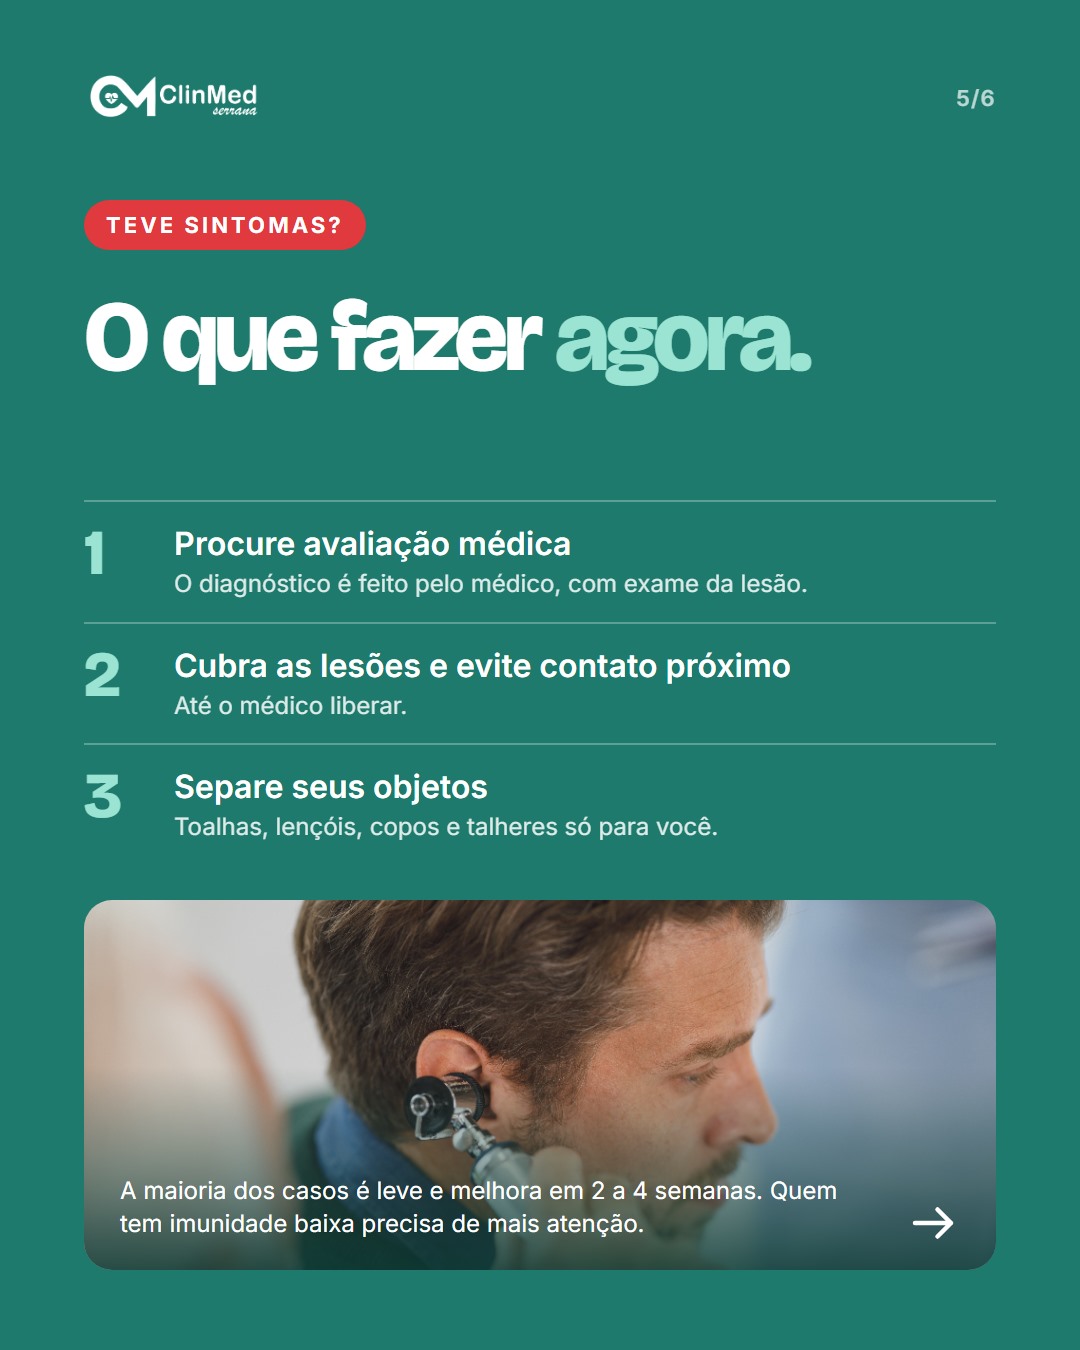 CM ClinMed
serrana
5/6
TEVE SINTOMAS?
O que fazer agora.
1
Procure avaliação médica
O diagnóstico é feito pelo médico, com exame da lesão.
2
Cubra as lesões e evite contato próximo
Até o médico liberar.
3
Separe seus objetos
Toalhas, lençóis, copos e talheres só para você.
A maioria dos casos é leve e melhora em 2 a 4 semanas. Quem
tem imunidade baixa precisa de mais atenção.